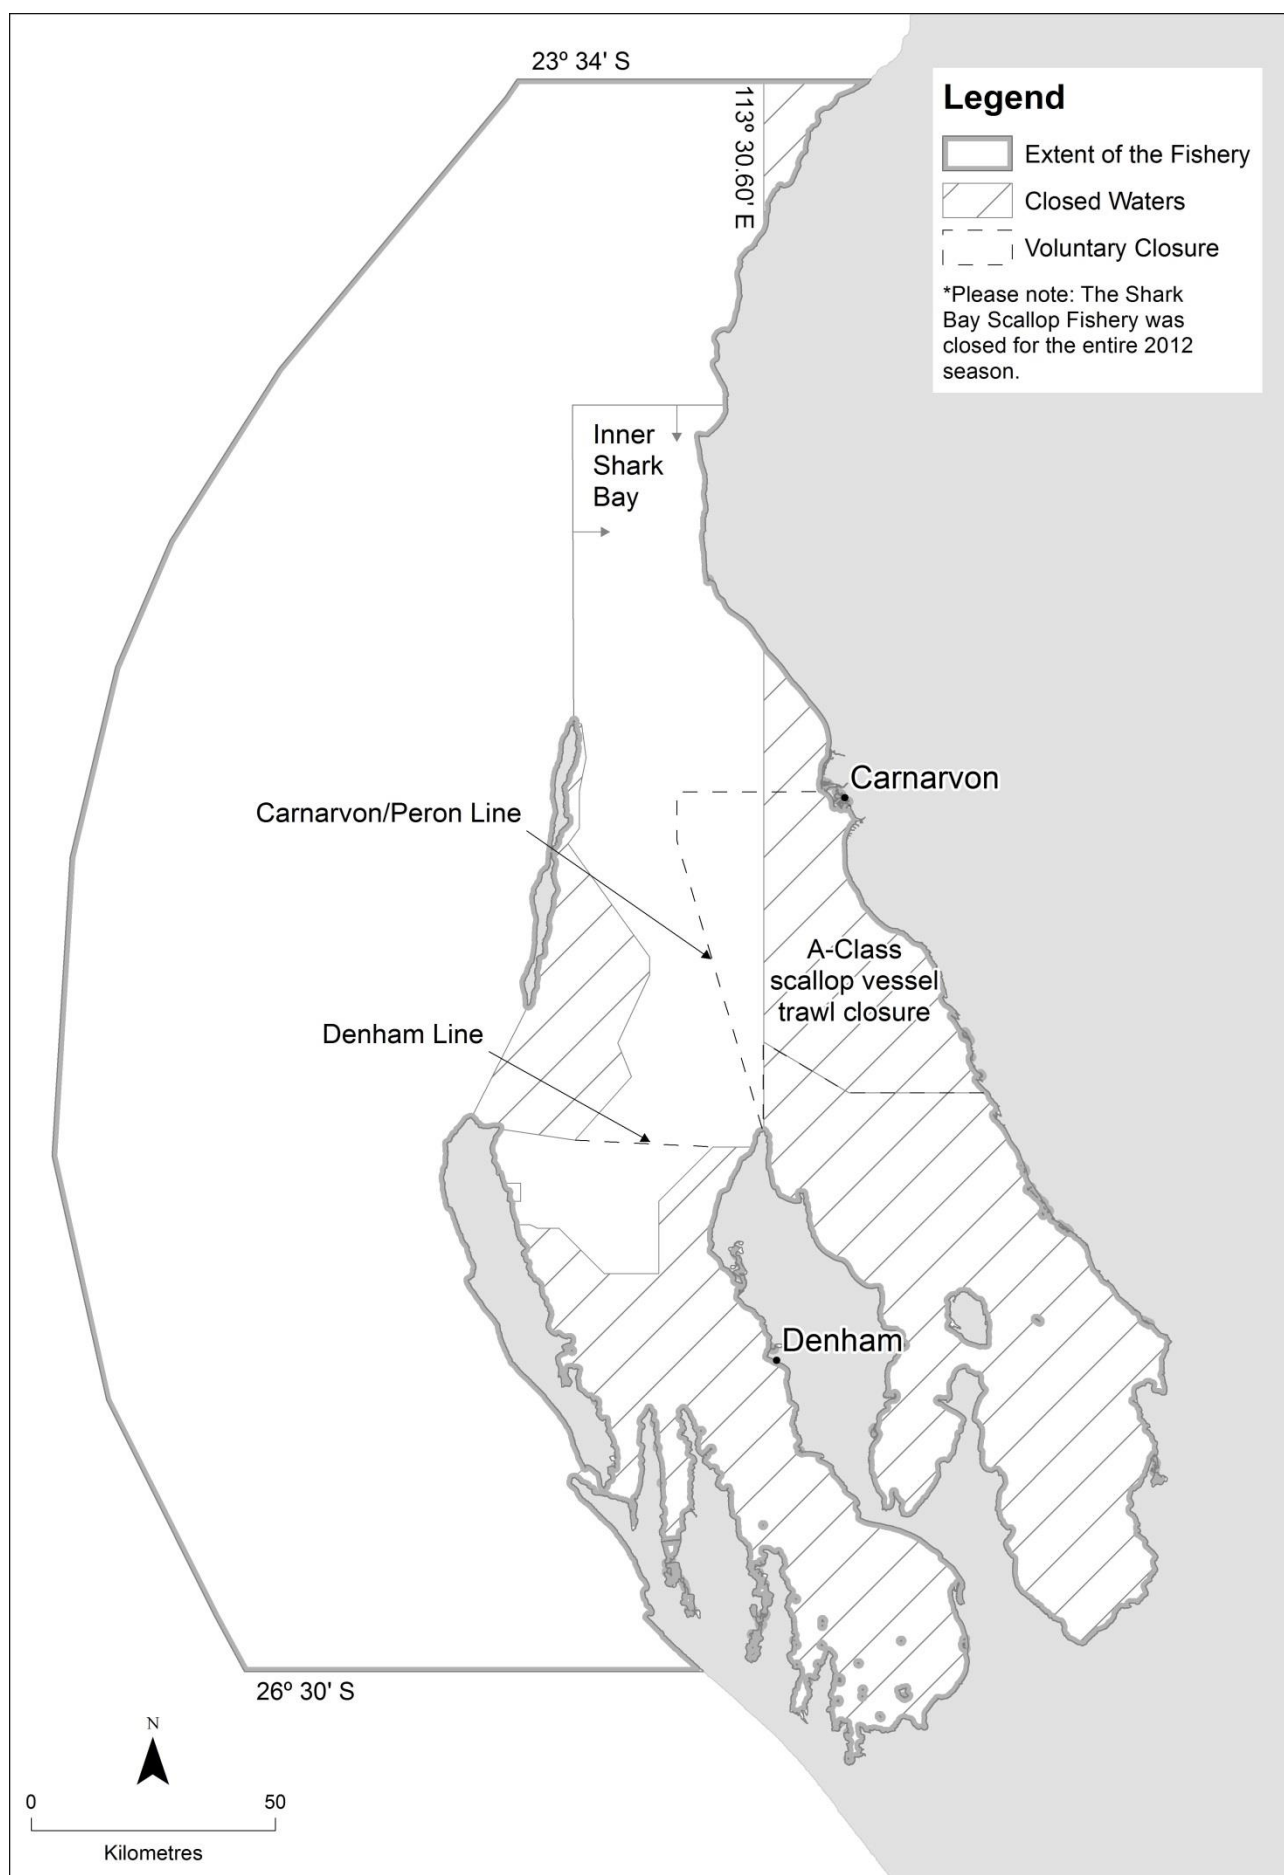 23º 34' S
113º 30.60' E
Legend
Extent of the Fishery
Closed Waters
Voluntary Closure
*Please note: The Shark
Bay Scallop Fishery was
closed for the entire 2012
season.
Inner
Shark
Bay
Carnarvon
Carnarvon/Peron Line
A-Class
scallop vessel
trawl closure
Denham Line
Denham
26º 30' S
N
0 50
Kilometres